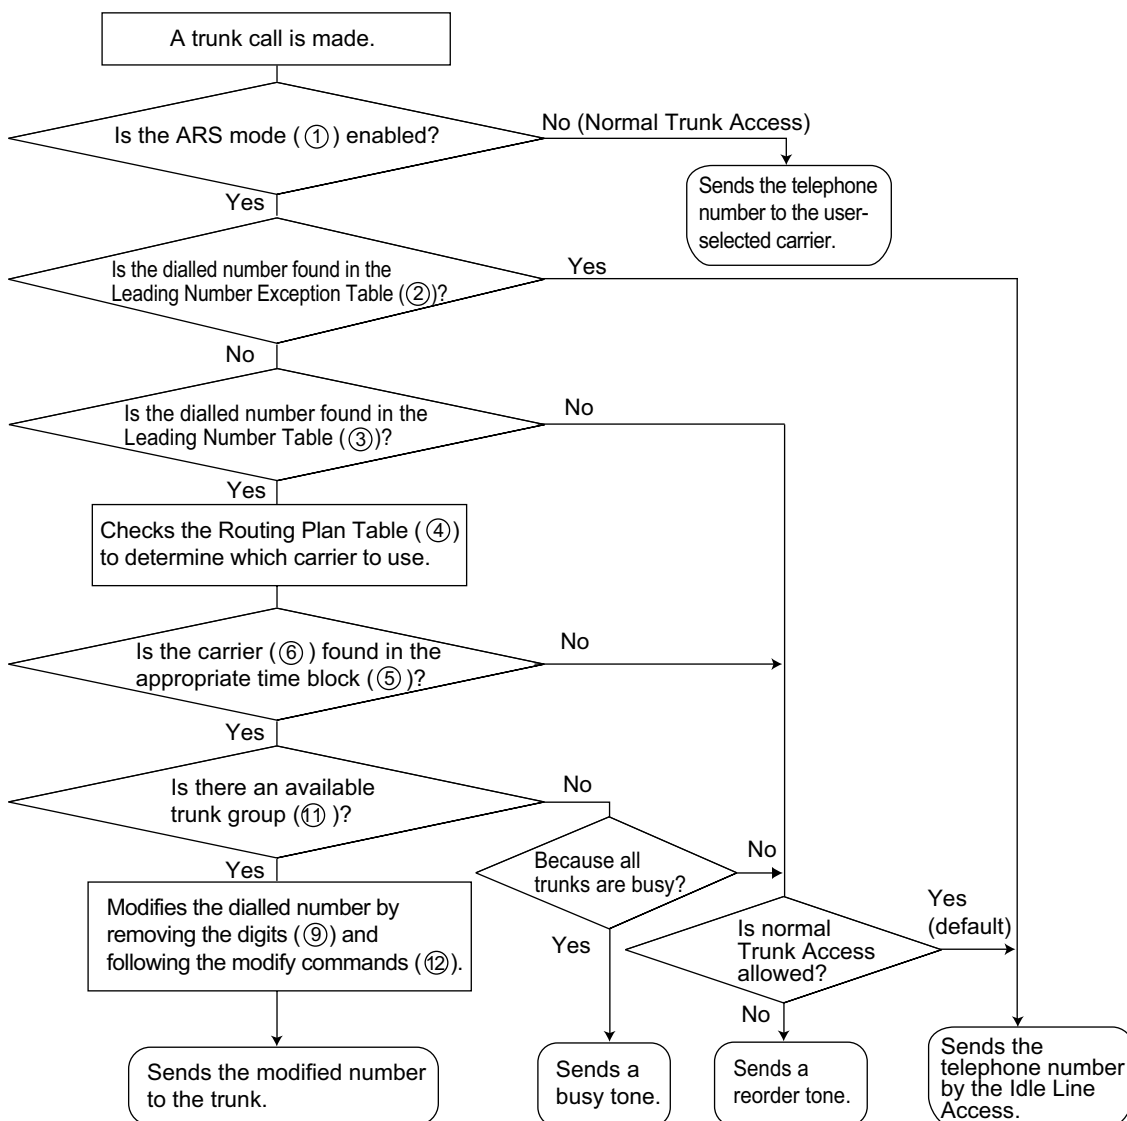 A trunk call is made.
Is the ARS mode (①) enabled?
No (Normal Trunk Access)
Sends the telephone
number to the user-
selected carrier.
Yes
Is the dialled number found in the
Leading Number Exception Table (②)?
Yes
No
Is the dialled number found in the
Leading Number Table (③)?
No
Yes
Checks the Routing Plan Table (④)
to determine which carrier to use.
Is the carrier (⑥) found in the
appropriate time block (⑤)?
No
Yes
Is there an available
trunk group (⑪)?
No
Because all
trunks are busy?
No
Yes
Modifies the dialled number by
removing the digits (⑨) and
following the modify commands (⑫).
Yes
Is normal
Trunk Access
allowed?
Yes
(default)
No
Sends the modified number
to the trunk.
Sends a
busy tone.
Sends a
reorder tone.
Sends the
telephone number
by the Idle Line
Access.